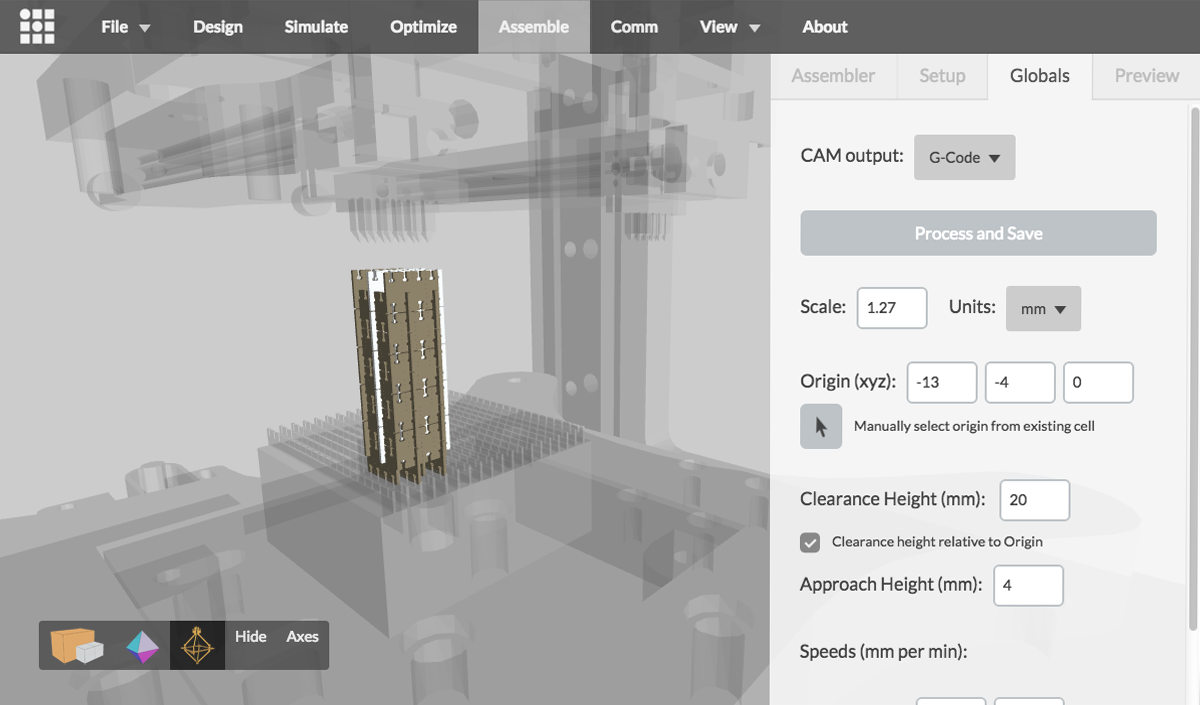 File Design Simulate Optimize Assemble Comm View About
Assembler Setup Globals Preview
CAM output: G-Code
Process and Save
Scale: 1.27 Units: mm
Origin (xyz): -13 -4 0
Manually select origin from existing cell
Clearance Height (mm): 20
Clearance height relative to Origin
Approach Height (mm): 4
Speeds (mm per min):
Hide Axes